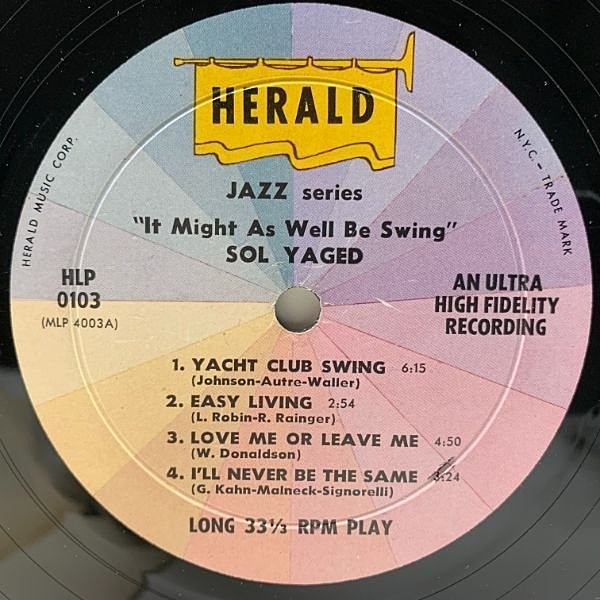 HERALD
JAZZ series
"It Might As Well Be Swing"
SOL YAGED
HERALD MUSIC CORP.
N.Y.C. – TRADE MARK
HLP
0103
(MLP 4003A)
AN ULTRA
HIGH FIDELITY
RECORDING
1. YACHT CLUB SWING 6:15
(Johnson-Autre-Waller)
2. EASY LIVING 2:54
(L. Robin-R. Rainger)
3. LOVE ME OR LEAVE ME 4:50
(W. Donaldson)
4. I'LL NEVER BE THE SAME 3:24
(G. Kahn-Malneck-Signorelli)
LONG 33⅓ RPM PLAY